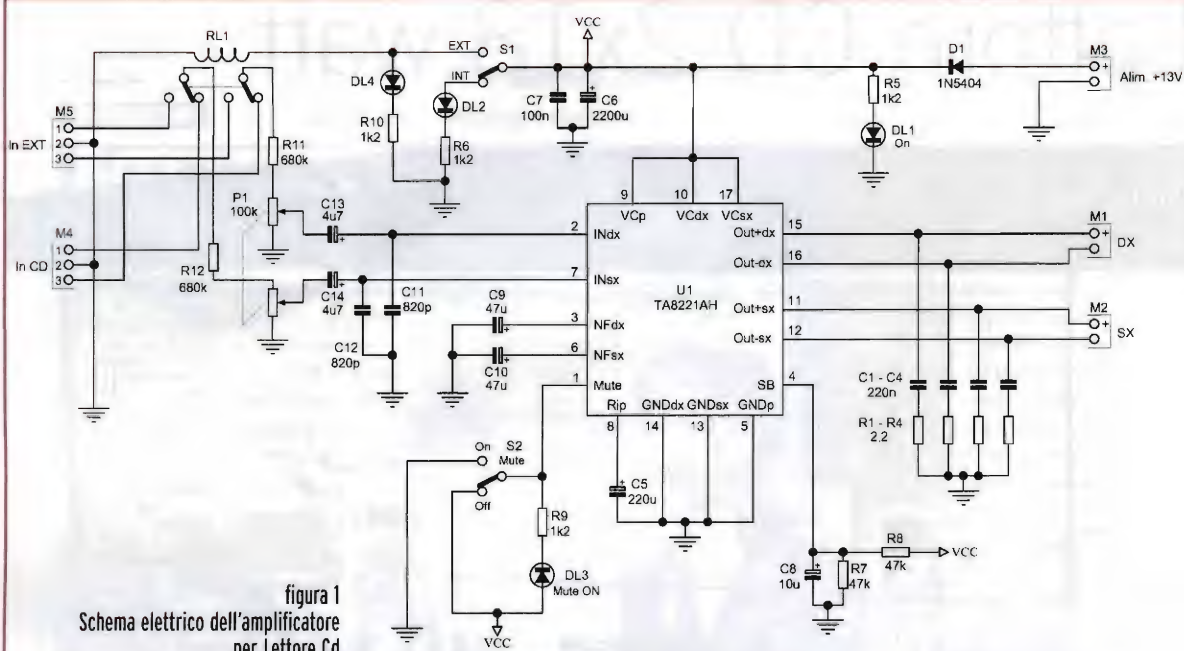 RL1
EXT
S1
INT
VCC
D1
1N5404
M3
+
Alim. +13V
DL4
DL2
R10
1k2
R6
1k2
C7
100n
+
C6
2200u
R5
1k2
DL1
On
M5
1
2
3
In EXT
M4
1
2
3
In CD
R11
680k
P1
100k
R12
680k
C13
4u7
+
C14
4u7
+
C11
820p
C12
820p
C9
47u
+
C10
47u
+
9
10
17
VCp
VCdx
VCsx
2
INdx
7
INsx
3
NFdx
6
NFsx
1
Mute
U1
TA8221AH
Out+dx
15
16
Out+sx
11
Out-sx
12
SB
4
Rip
GNDdx
GNDsx
GNDp
8
14
13
5
M1
+
DX
M2
+
SX
C1 - C4
220n
R1 - R4
2.2
On
S2
Mute
Off
R9
1k2
DL3
Mute ON
VCC
+
C5
220u
C8
10u
+
R7
47k
R8
47k
VCC
figura 1
Schema elettrico dell'amplificatore
per Lettore Cd